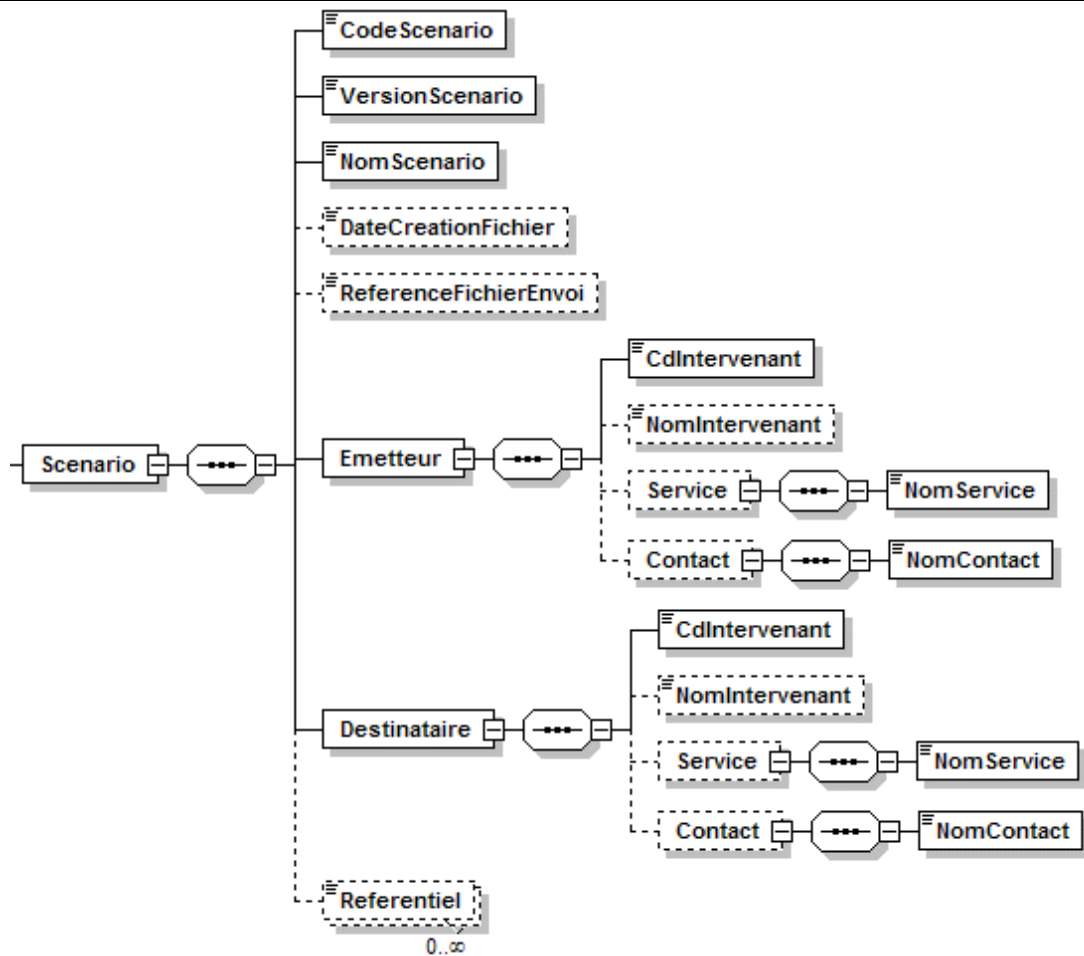 CodeScenario
VersionScenario
NomScenario
DateCreationFichier
ReferenceFichierEnvoi
Scenario
Emetteur
CdIntervenant
NomIntervenant
Service
NomService
Contact
NomContact
Destinataire
CdIntervenant
NomIntervenant
Service
NomService
Contact
NomContact
Referentiel
0..∞